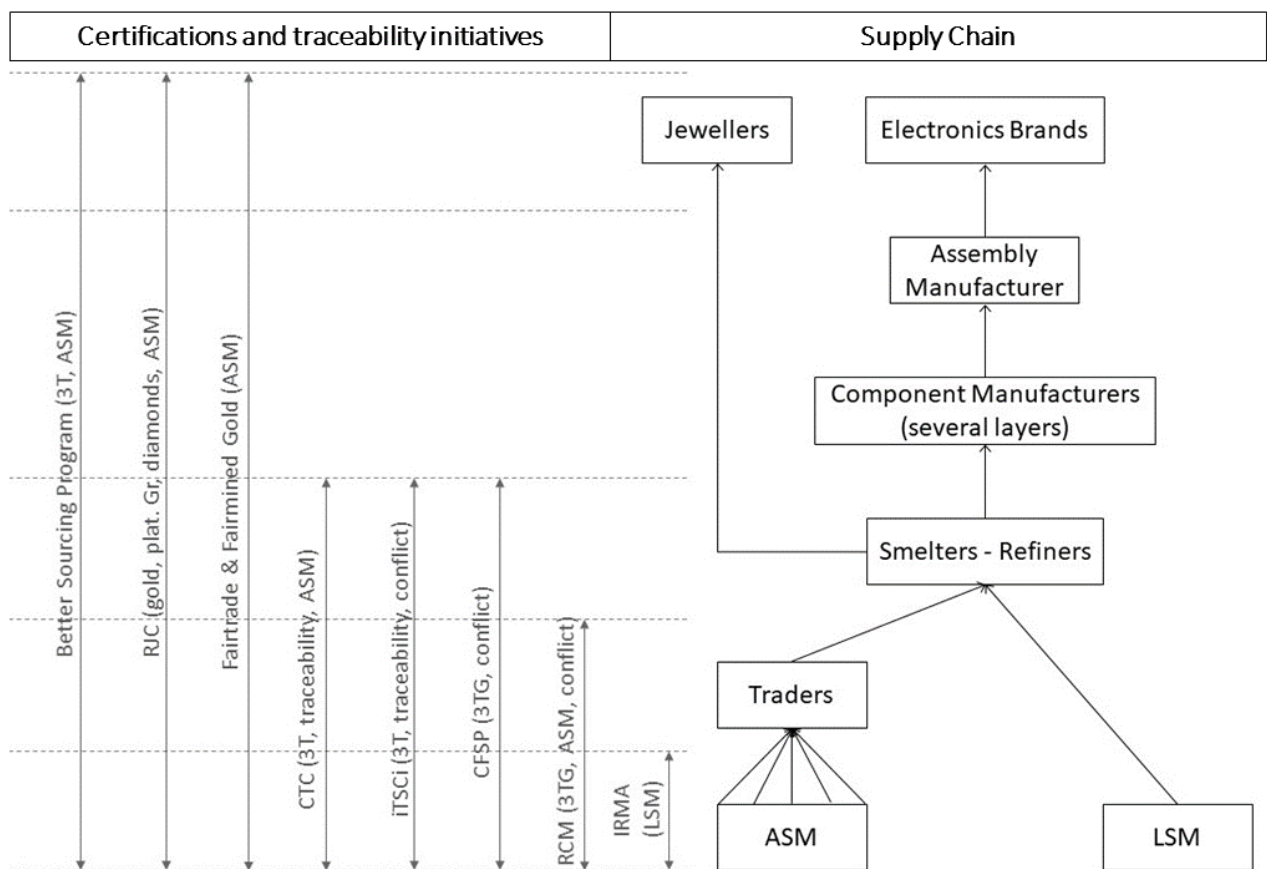 Certifications and traceability initiatives
Supply Chain
Better Sourcing Program (3T, ASM)
RJC (gold, plat. Gr, diamonds, ASM)
Fairtrade & Fairmined Gold (ASM)
CTC (3T, traceability, ASM)
iTSCi (3T, traceability, conflict)
CFSP (3TG, conflict)
RCM (3TG, ASM, conflict)
IRMA
(LSM)
Jewellers
Electronics Brands
Assembly
Manufacturer
Component Manufacturers
(several layers)
Smelters - Refiners
Traders
ASM
LSM